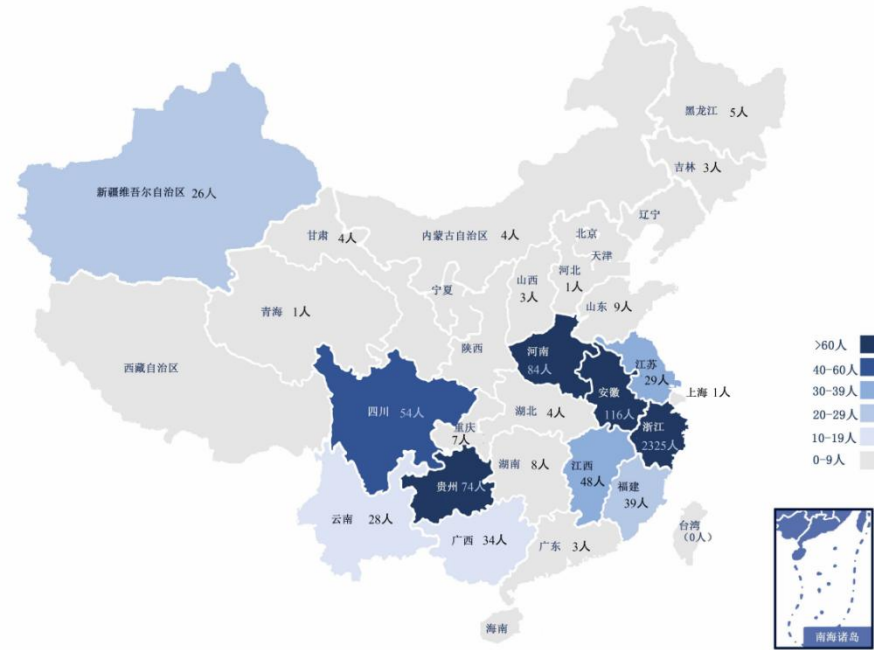 黑龙江 5人
吉林 3人
辽宁
新疆维吾尔自治区 26人
甘肃 4人
内蒙古自治区 4人
北京
天津
宁夏
山西
3人
河北
1人
山东 9人
青海 1人
陕西
西藏自治区
河南
84人
江苏
29人
安徽
116人
上海 1人
四川 54人
湖北 4人
重庆
7人
浙江
2325人
湖南 8人
江西
48人
贵州 74人
福建
39人
云南 28人
广西 34人
广东 3人
台湾
(0人)
海南
>60人
40-60人
30-39人
20-29人
10-19人
0-9人
南海诸岛